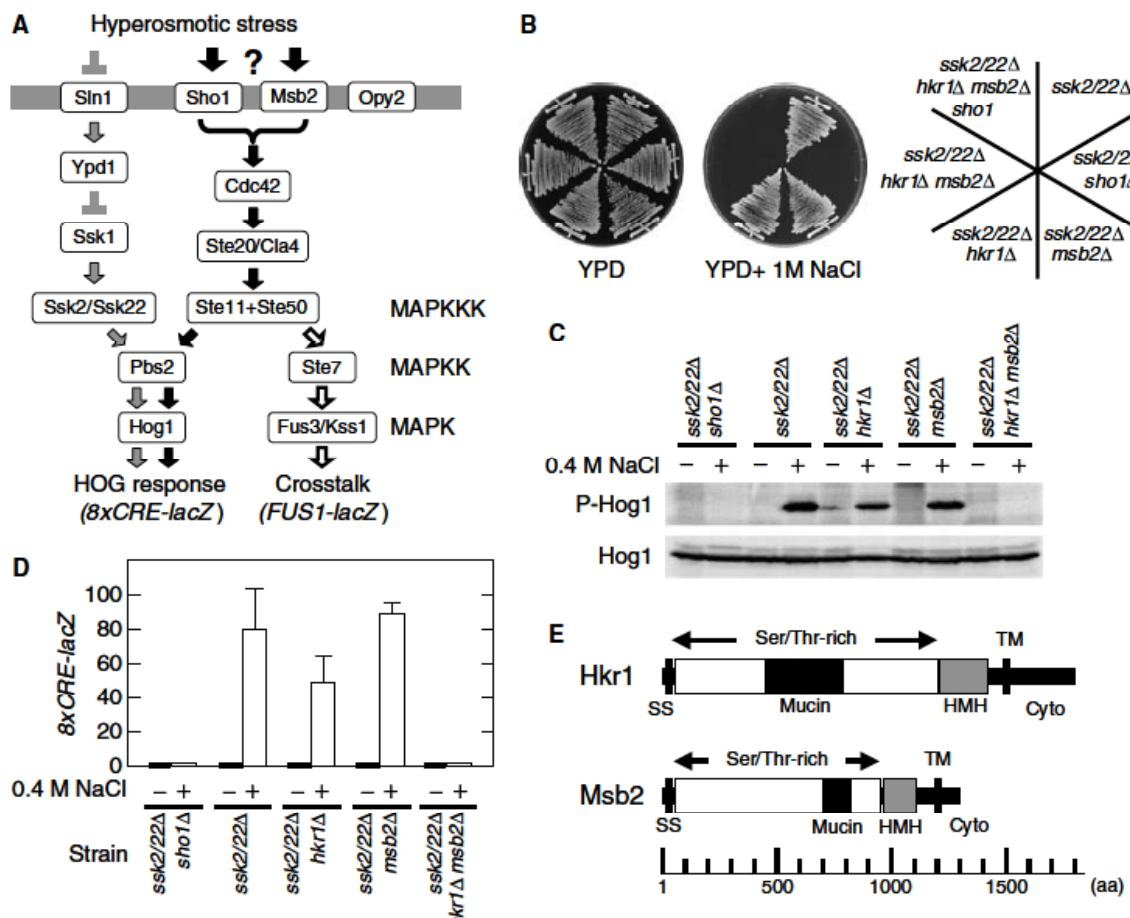 A
Hyperosmotic stress
?
Sln1
Sho1
Msb2
Opy2
Ypd1
Cdc42
Ssk1
Ste20/Cla4
Ssk2/Ssk22
Ste11+Ste50
MAPKKK
Pbs2
Ste7
MAPKK
Hog1
Fus3/Kss1
MAPK
HOG response
(8xCRE-lacZ)
Crosstalk
(FUS1-lacZ)
B
YPD
YPD+ 1M NaCl
ssk2/22Δ
hkr1Δ msb2Δ
sho1
ssk2/22Δ
ssk2/22
sho1Δ
ssk2/22Δ
hkr1Δ msb2Δ
ssk2/22Δ
hkr1Δ
ssk2/22Δ
msb2Δ
C
ssk2/22Δ
sho1Δ
ssk2/22Δ
ssk2/22Δ
hkr1Δ
ssk2/22Δ
msb2Δ
ssk2/22Δ
hkr1Δ msb2Δ
0.4 M NaCl − + − + − + − + − +
P-Hog1
Hog1
D
8xCRE-lacZ
100
80
60
40
20
0
0.4 M NaCl − + − + − + − + − +
Strain
ssk2/22Δ
sho1Δ
ssk2/22Δ
ssk2/22Δ
hkr1Δ
ssk2/22Δ
msb2Δ
ssk2/22Δ
kr1Δ msb2Δ
E
Ser/Thr-rich
TM
Hkr1
SS
Mucin
HMH
Cyto
Ser/Thr-rich
TM
Msb2
SS
Mucin
HMH
Cyto
1 500 1000 1500 (aa)